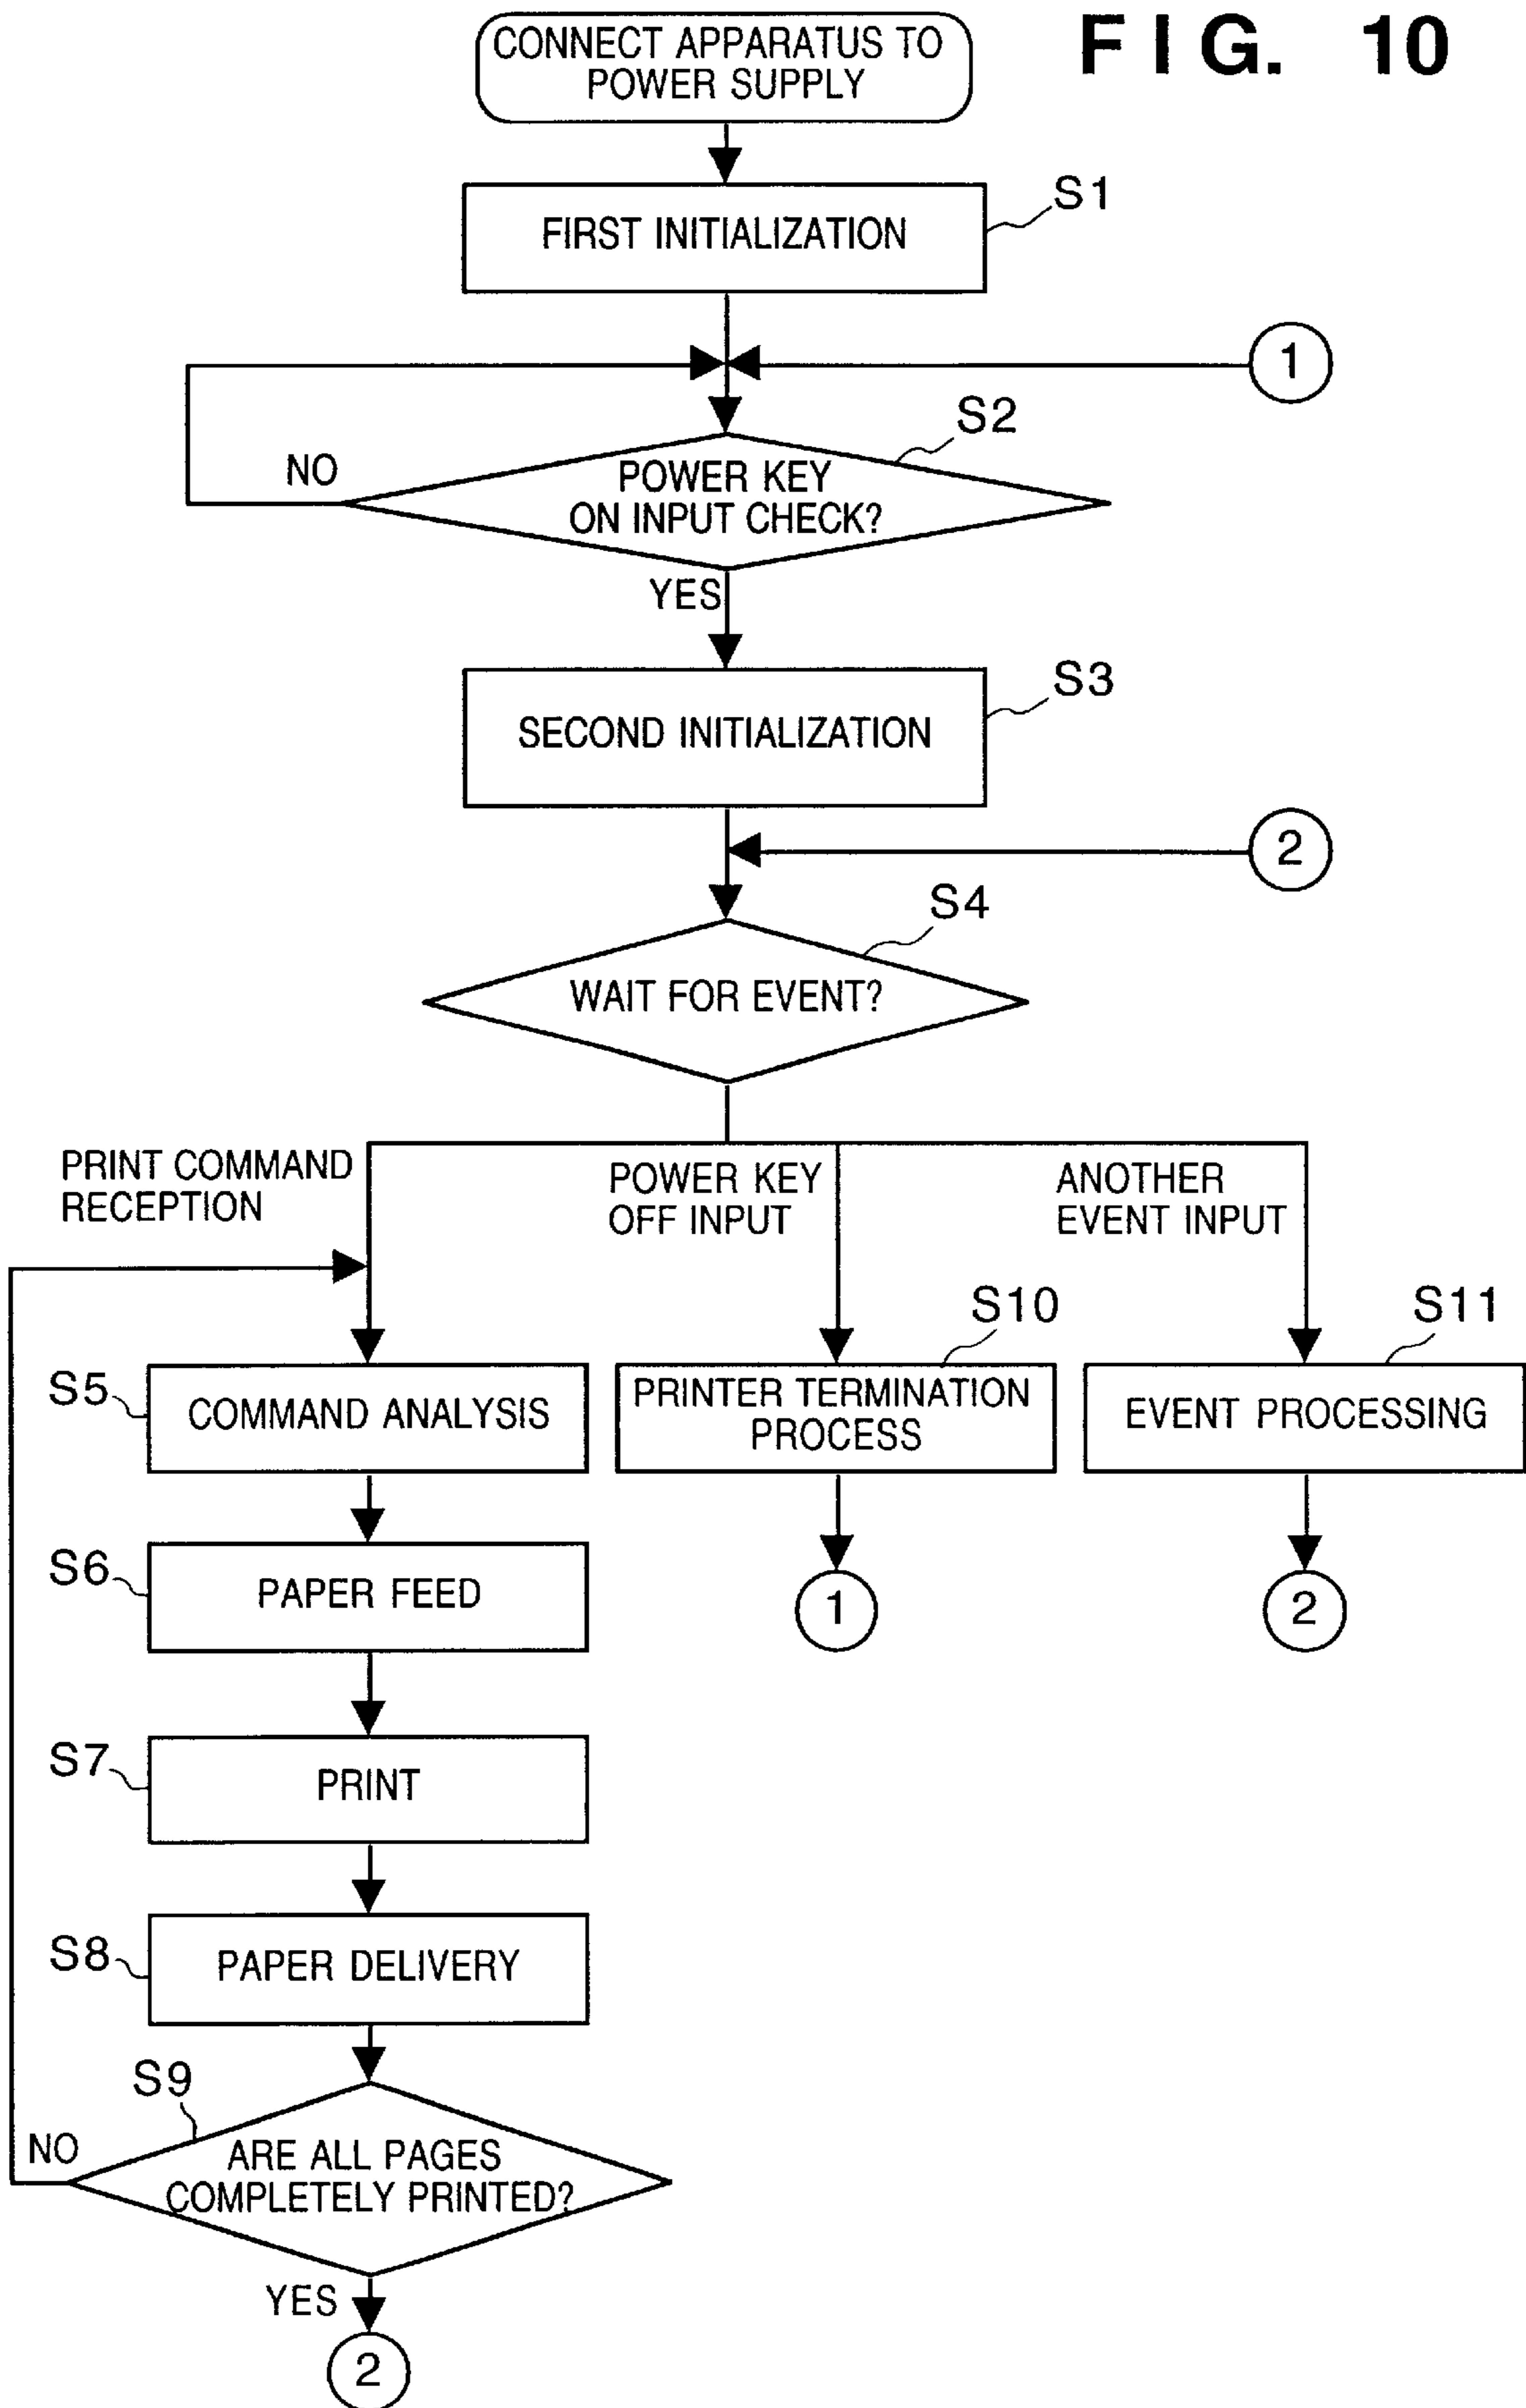 FIG. 10
CONNECT APPARATUS TO
POWER SUPPLY
S1
FIRST INITIALIZATION
1
S2
NO
POWER KEY
ON INPUT CHECK?
YES
S3
SECOND INITIALIZATION
2
S4
WAIT FOR EVENT?
PRINT COMMAND
RECEPTION
POWER KEY
OFF INPUT
ANOTHER
EVENT INPUT
S10
S11
S5
COMMAND ANALYSIS
PRINTER TERMINATION
PROCESS
EVENT PROCESSING
S6
PAPER FEED
1
2
S7
PRINT
S8
PAPER DELIVERY
S9
NO
ARE ALL PAGES
COMPLETELY PRINTED?
YES
2